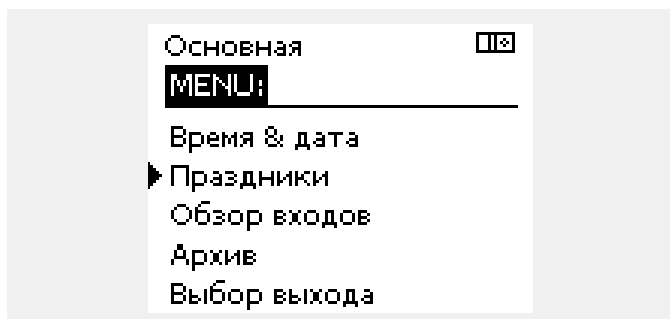 Основная
MENU:
Время & дата
Праздники
Обзор входов
Архив
Выбор выхода